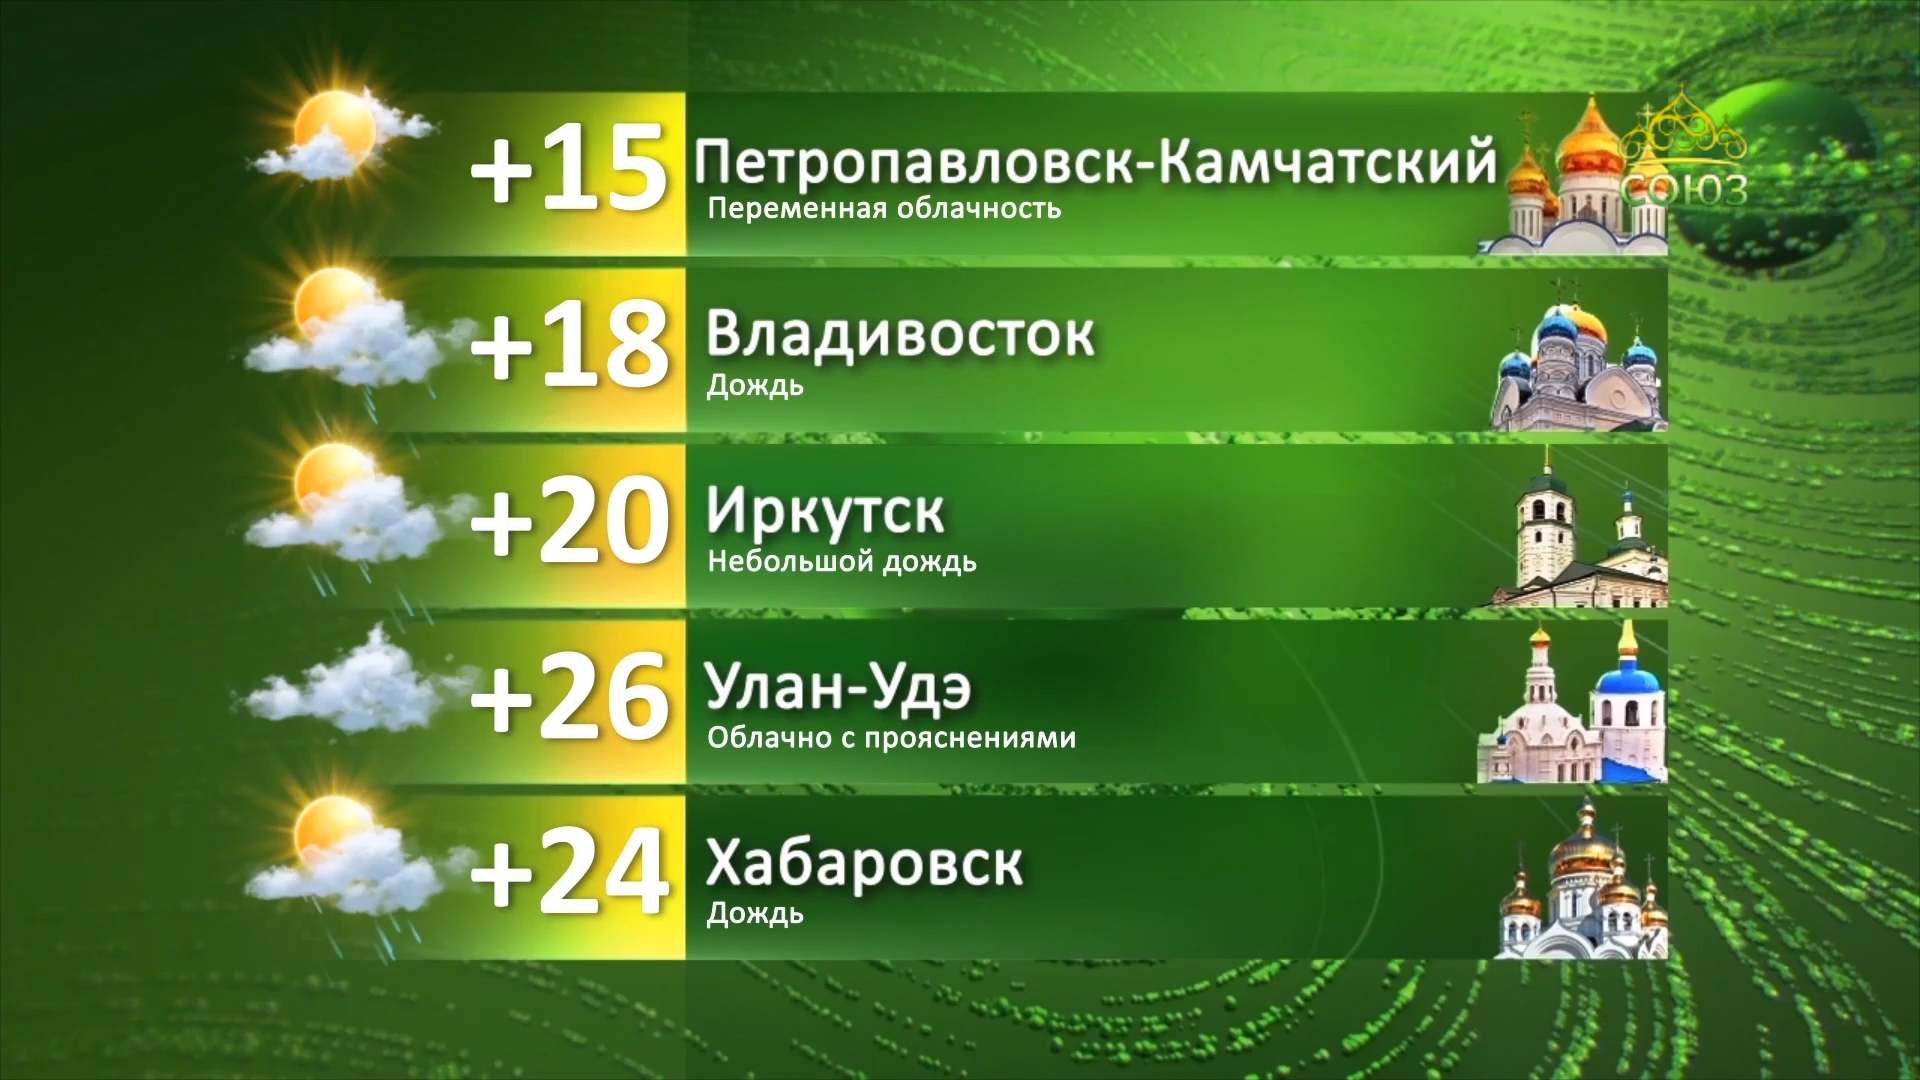 +15
Петропавловск-Камчатский
Переменная облачность
СОЮЗ
+18
Владивосток
Дождь
+20
Иркутск
Небольшой дождь
+26
Улан-Удэ
Облачно с прояснениями
+24
Хабаровск
Дождь